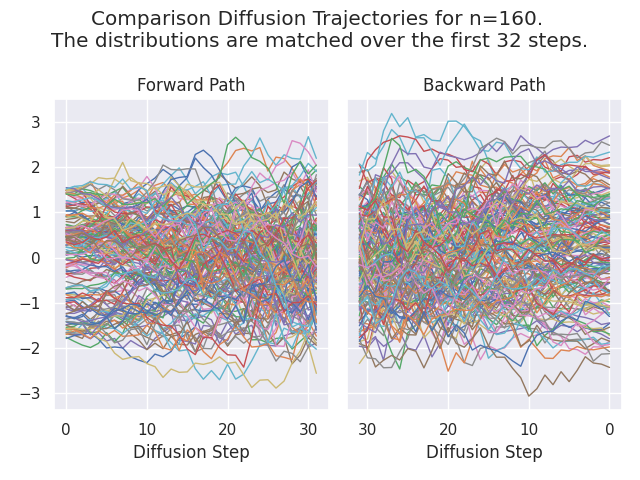 Comparison Diffusion Trajectories for n=160.
The distributions are matched over the first 32 steps.
Forward Path
Backward Path
3
2
1
0
−1
−2
−3
0 10 20 30
30 20 10 0
Diffusion Step
Diffusion Step